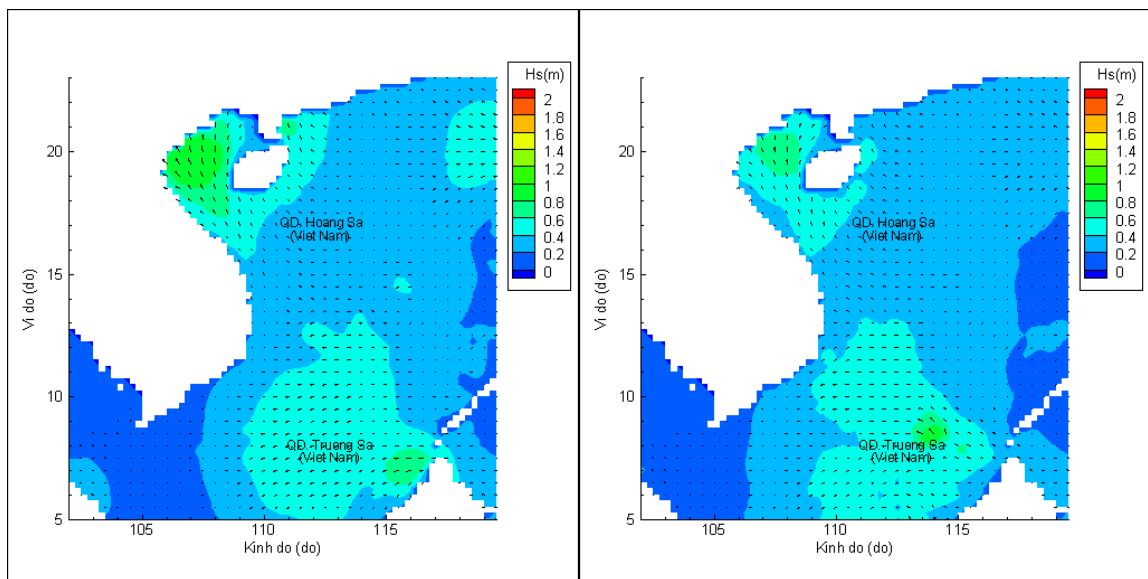 Hs(m)
2
1.8
1.6
1.4
1.2
1
0.8
0.6
0.4
0.2
0
20
15
10
5
Vi do (do)
QD. Hoang Sa
(Viet Nam)
QD. Truang Sa
(Viet Nam)
105
110
115
Kinh do (do)
Hs(m)
2
1.8
1.6
1.4
1.2
1
0.8
0.6
0.4
0.2
0
20
15
10
5
Vi do (do)
QD. Hoang Sa
(Viet Nam)
QD. Truang Sa
(Viet Nam)
105
110
115
Kinh do (do)